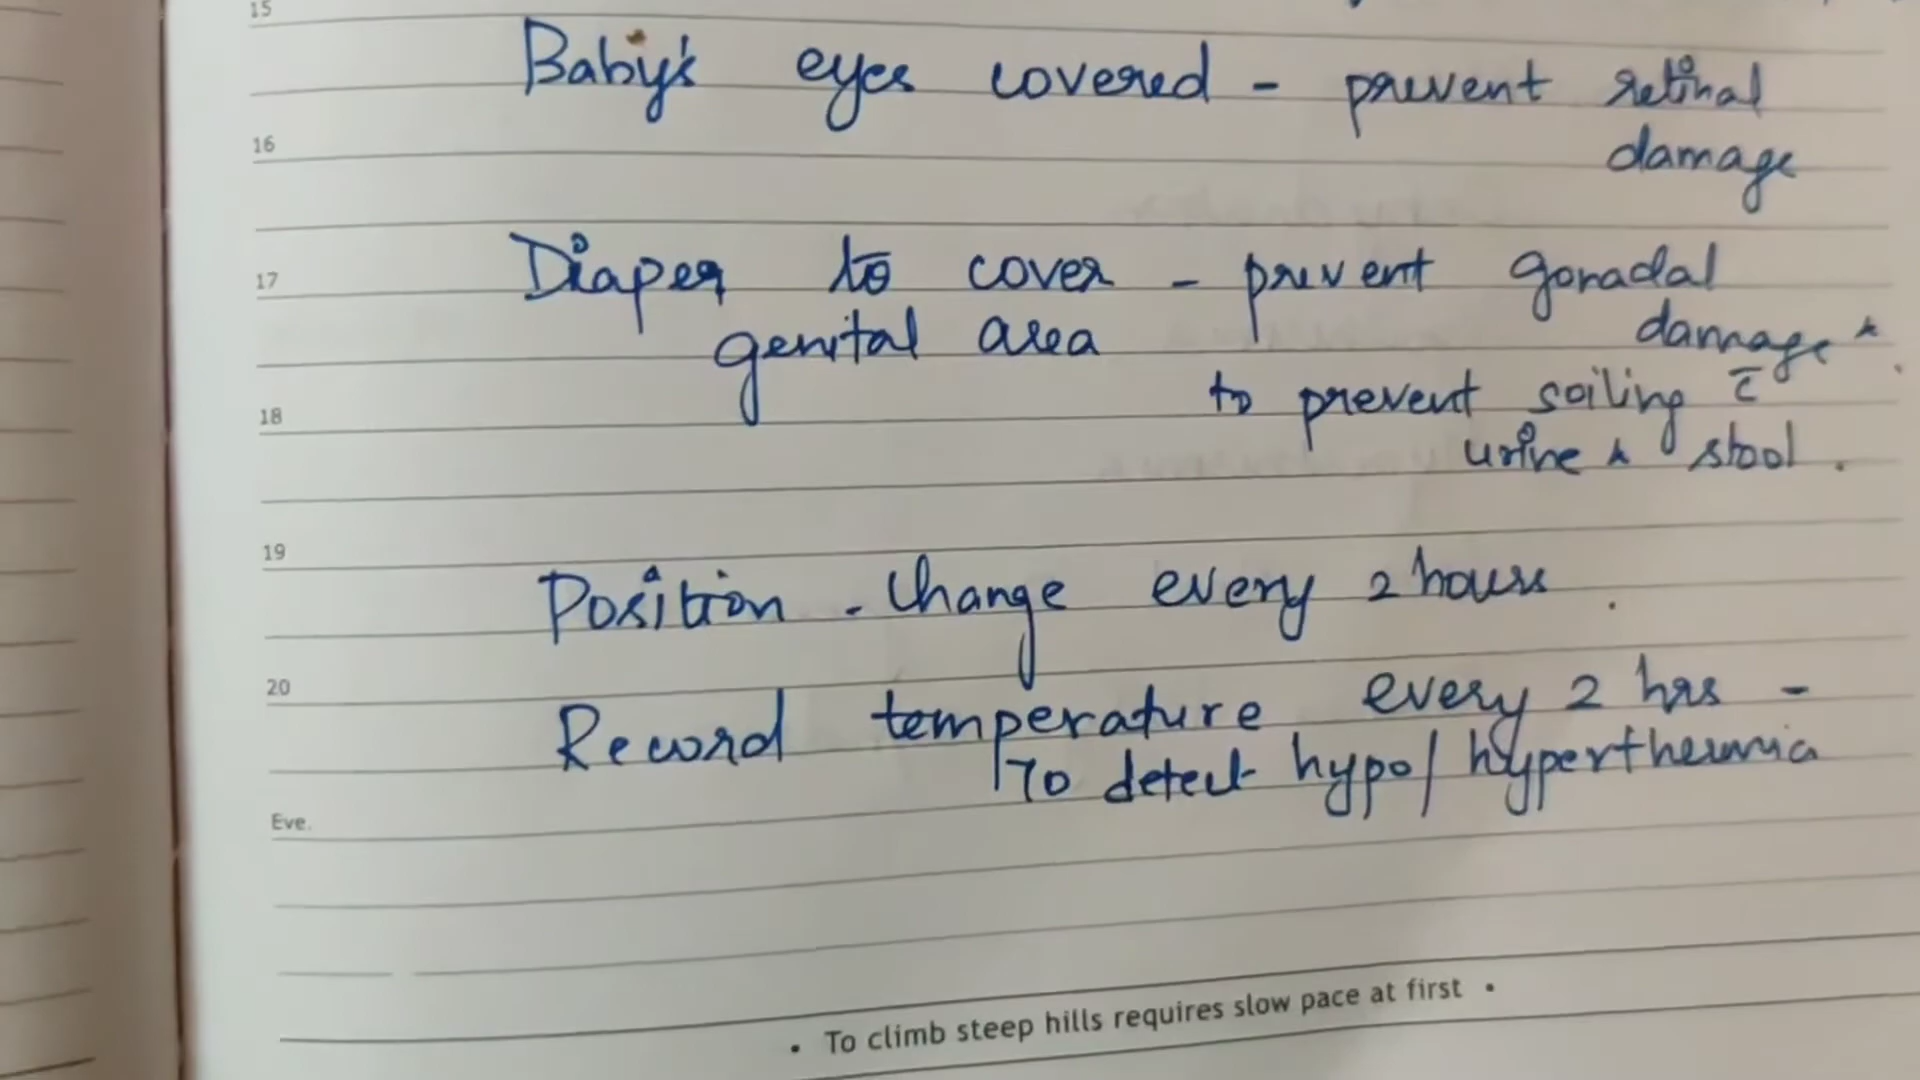 15
Baby's eyes covered - prevent retinal
damage
16
17
Diaper to cover - prevent gonadal
genital area
damage &
to prevent soiling c̄
18
urine & stool.
19
Position - change every 2 hours.
20
Record temperature every 2 hrs -
To detect hypo/hyperthermia
Eve.
• To climb steep hills requires slow pace at first •